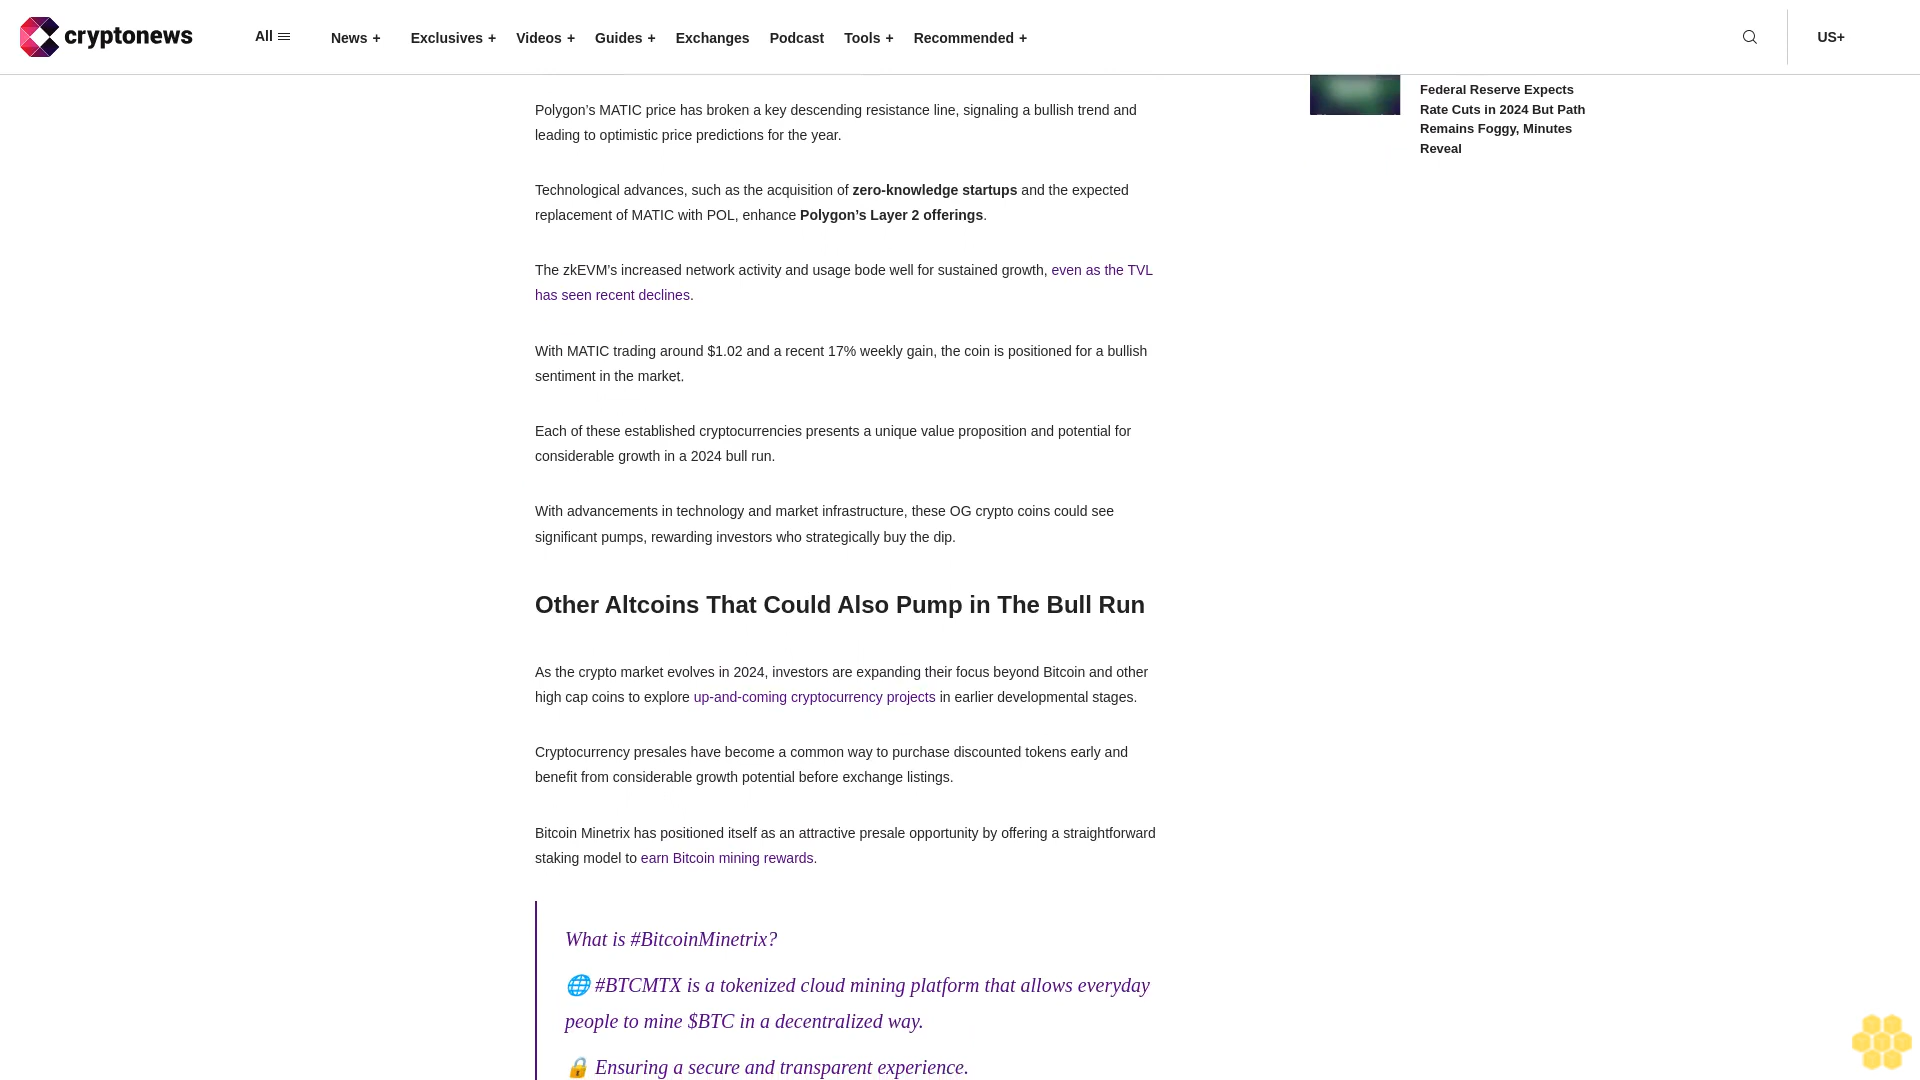 cryptonews
All
News +
Exclusives +
Videos +
Guides +
Exchanges
Podcast
Tools +
Recommended +
US+
Polygon’s MATIC price has broken a key descending resistance line, signaling a bullish trend and
leading to optimistic price predictions for the year.
Technological advances, such as the acquisition of zero-knowledge startups and the expected
replacement of MATIC with POL, enhance Polygon’s Layer 2 offerings.
The zkEVM’s increased network activity and usage bode well for sustained growth, even as the TVL
has seen recent declines.
With MATIC trading around $1.02 and a recent 17% weekly gain, the coin is positioned for a bullish
sentiment in the market.
Each of these established cryptocurrencies presents a unique value proposition and potential for
considerable growth in a 2024 bull run.
With advancements in technology and market infrastructure, these OG crypto coins could see
significant pumps, rewarding investors who strategically buy the dip.
Other Altcoins That Could Also Pump in The Bull Run
As the crypto market evolves in 2024, investors are expanding their focus beyond Bitcoin and other
high cap coins to explore up-and-coming cryptocurrency projects in earlier developmental stages.
Cryptocurrency presales have become a common way to purchase discounted tokens early and
benefit from considerable growth potential before exchange listings.
Bitcoin Minetrix has positioned itself as an attractive presale opportunity by offering a straightforward
staking model to earn Bitcoin mining rewards.
What is #BitcoinMinetrix?
🌐 #BTCMTX is a tokenized cloud mining platform that allows everyday
people to mine $BTC in a decentralized way.
🔒 Ensuring a secure and transparent experience.
Federal Reserve Expects
Rate Cuts in 2024 But Path
Remains Foggy, Minutes
Reveal